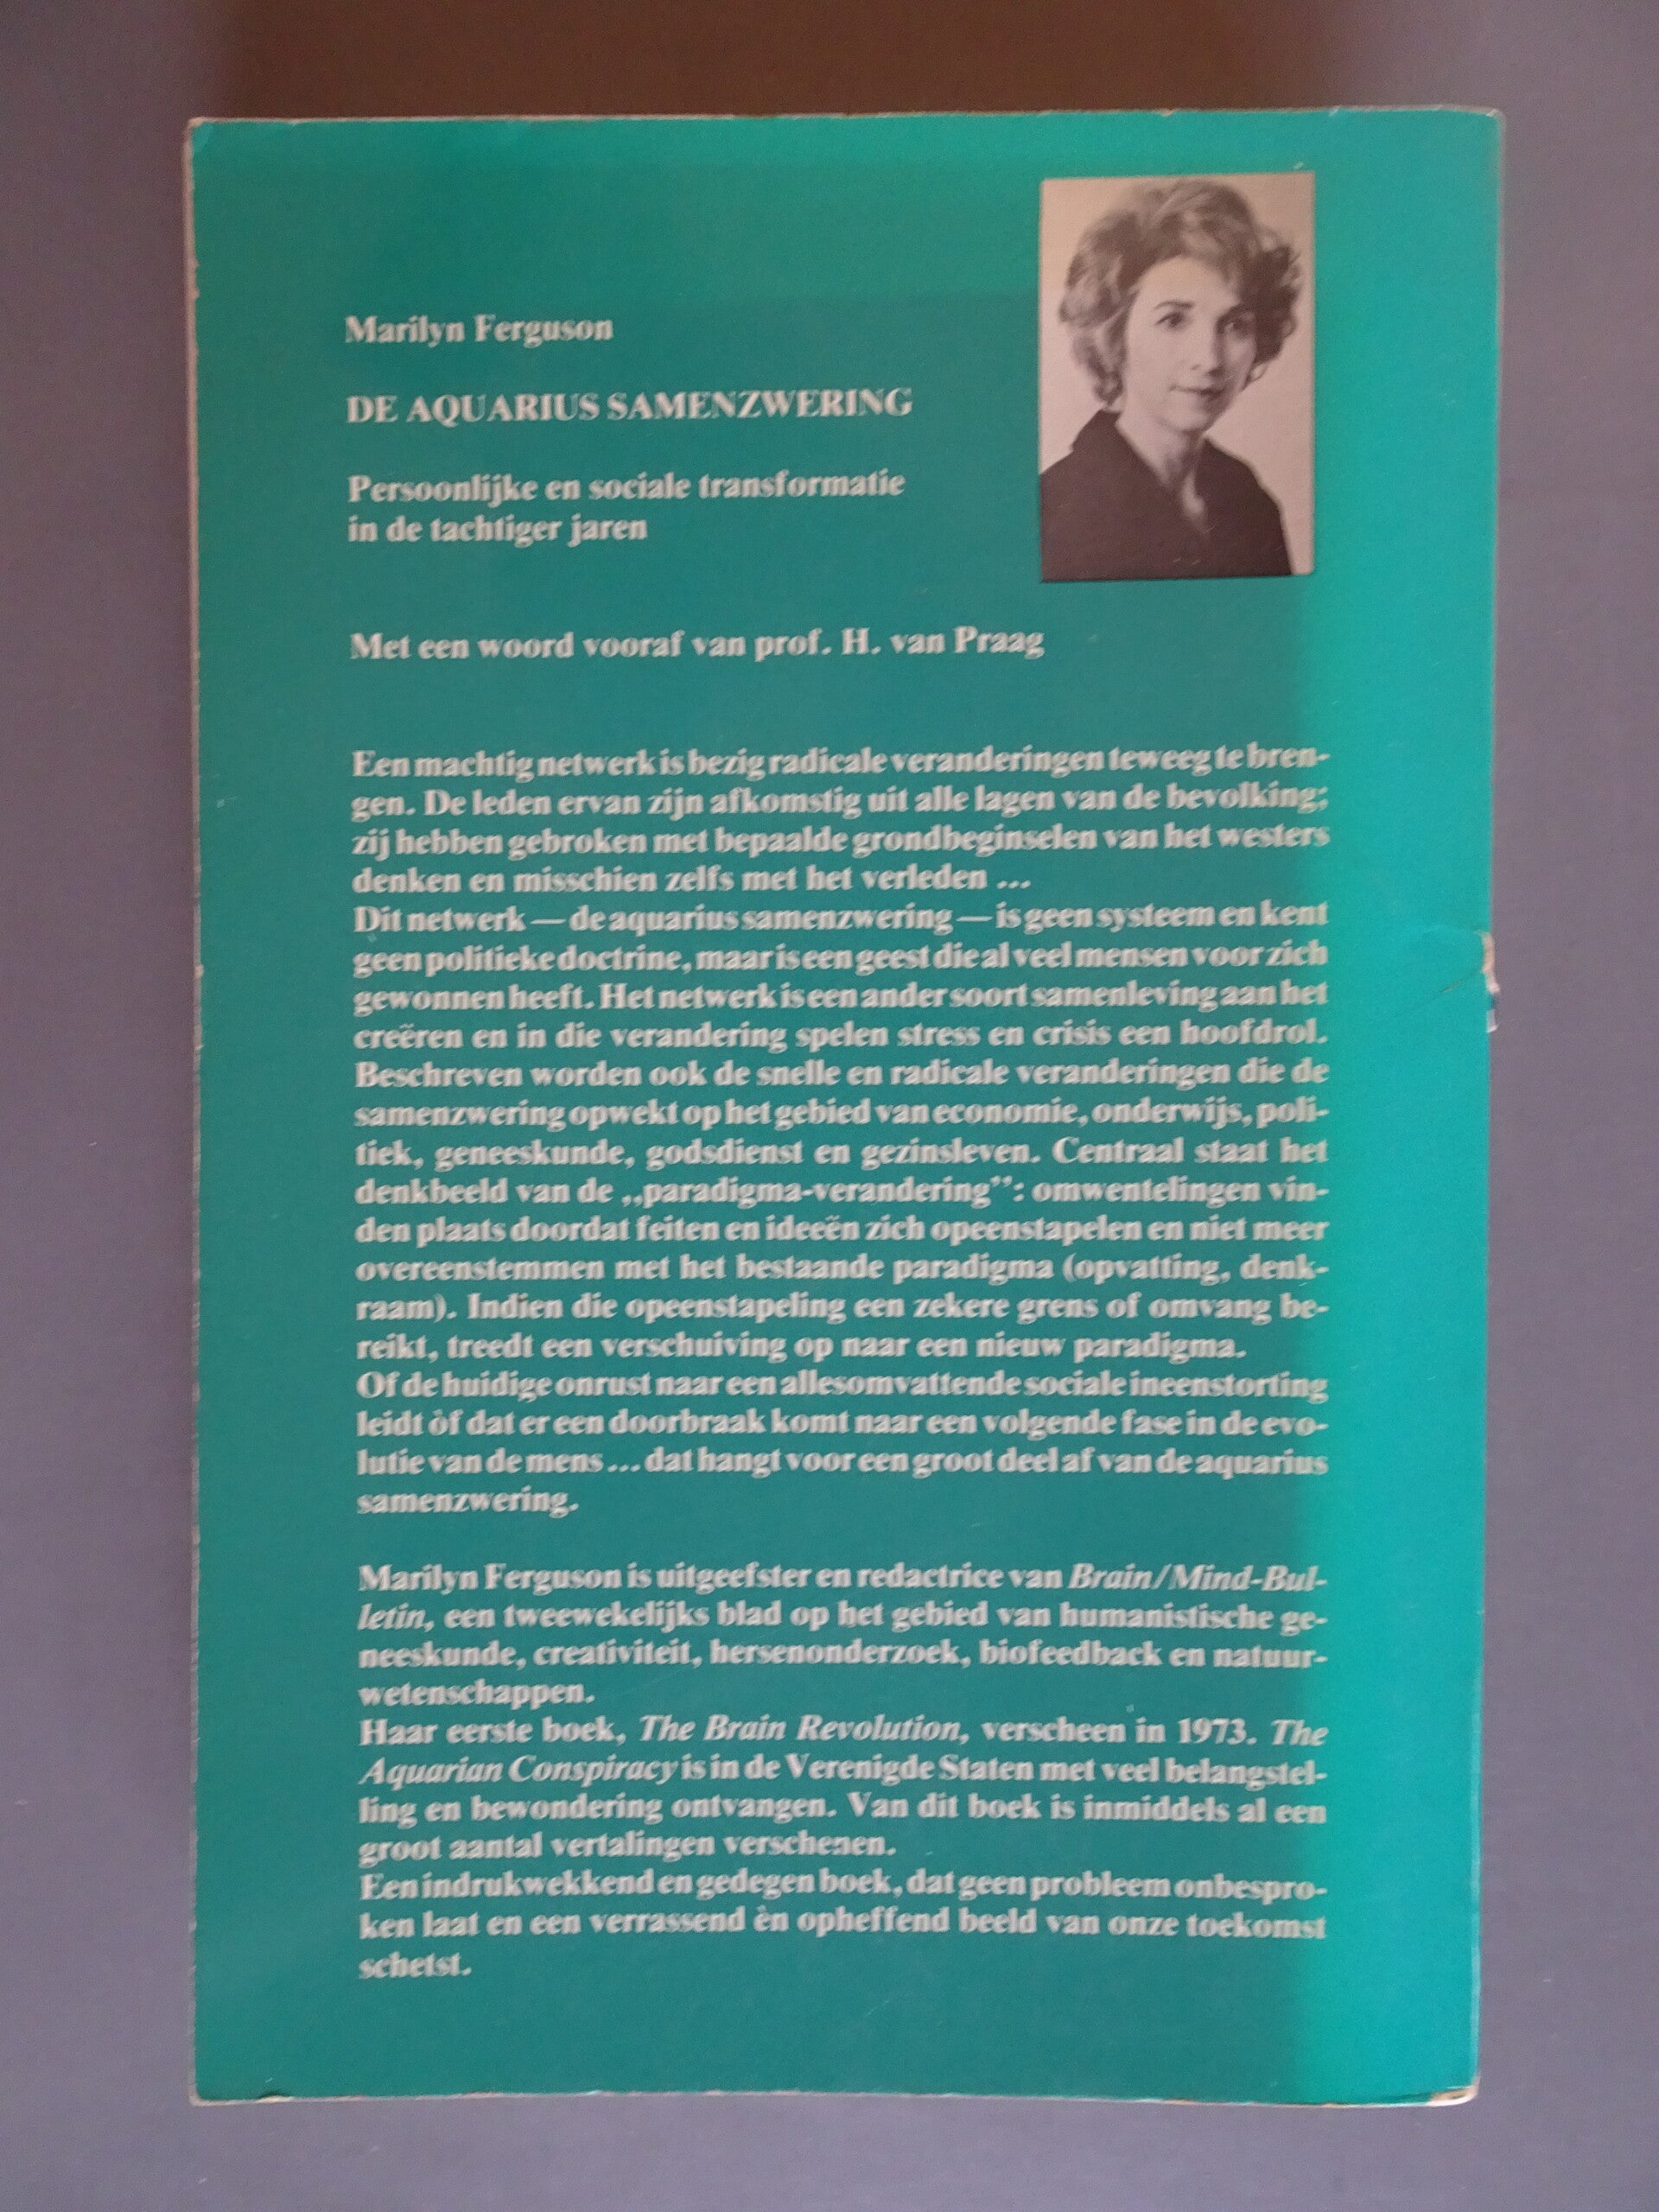 Marilyn Ferguson
DE AQUARIUS SAMENZWERING
Persoonlijke en sociale transformatie
in de tachtiger jaren
Met een woord vooraf van prof. H. van Praag
Een machtig netwerk is bezig radicale veranderingen teweeg te bren-
gen. De leden ervan zijn afkomstig uit alle lagen van de bevolking;
zij hebben gebroken met bepaalde grondbeginselen van het westers
denken en misschien zelfs met het verleden ...
Dit netwerk — de aquarius samenzwering — is geen systeem en kent
geen politieke doctrine, maar is een geest die al veel mensen voor zich
gewonnen heeft. Het netwerk is een ander soort samenleving aan het
creëren en in die verandering spelen stress en crisis een hoofdrol.
Beschreven worden ook de snelle en radicale veranderingen die de
samenzwering opwekt op het gebied van economie, onderwijs, poli-
tiek, geneeskunde, godsdienst en gezinsleven. Centraal staat het
denkbeeld van de „paradigma-verandering”: omwentelingen vin-
den plaats doordat feiten en ideeën zich opeenstapelen en niet meer
overeenstemmen met het bestaande paradigma (opvatting, denk-
raam). Indien die opeenstapeling een zekere grens of omvang be-
reikt, treedt een verschuiving op naar een nieuw paradigma.
Of de huidige onrust naar een allesomvattende sociale ineenstorting
leidt òf dat er een doorbraak komt naar een volgende fase in de evo-
lutie van de mens ... dat hangt voor een groot deel af van de aquarius
samenzwering.
Marilyn Ferguson is uitgeefster en redactrice van Brain/Mind-Bul-
letin, een tweewekelijks blad op het gebied van humanistische ge-
neeskunde, creativiteit, hersenonderzoek, biofeedback en natuur-
wetenschappen.
Haar eerste boek, The Brain Revolution, verscheen in 1973. The
Aquarian Conspiracy is in de Verenigde Staten met veel belangstel-
ling en bewondering ontvangen. Van dit boek is inmiddels al een
groot aantal vertalingen verschenen.
Een indrukwekkend en gedegen boek, dat geen probleem onbespro-
ken laat en een verrassend èn opheffend beeld van onze toekomst
schetst.